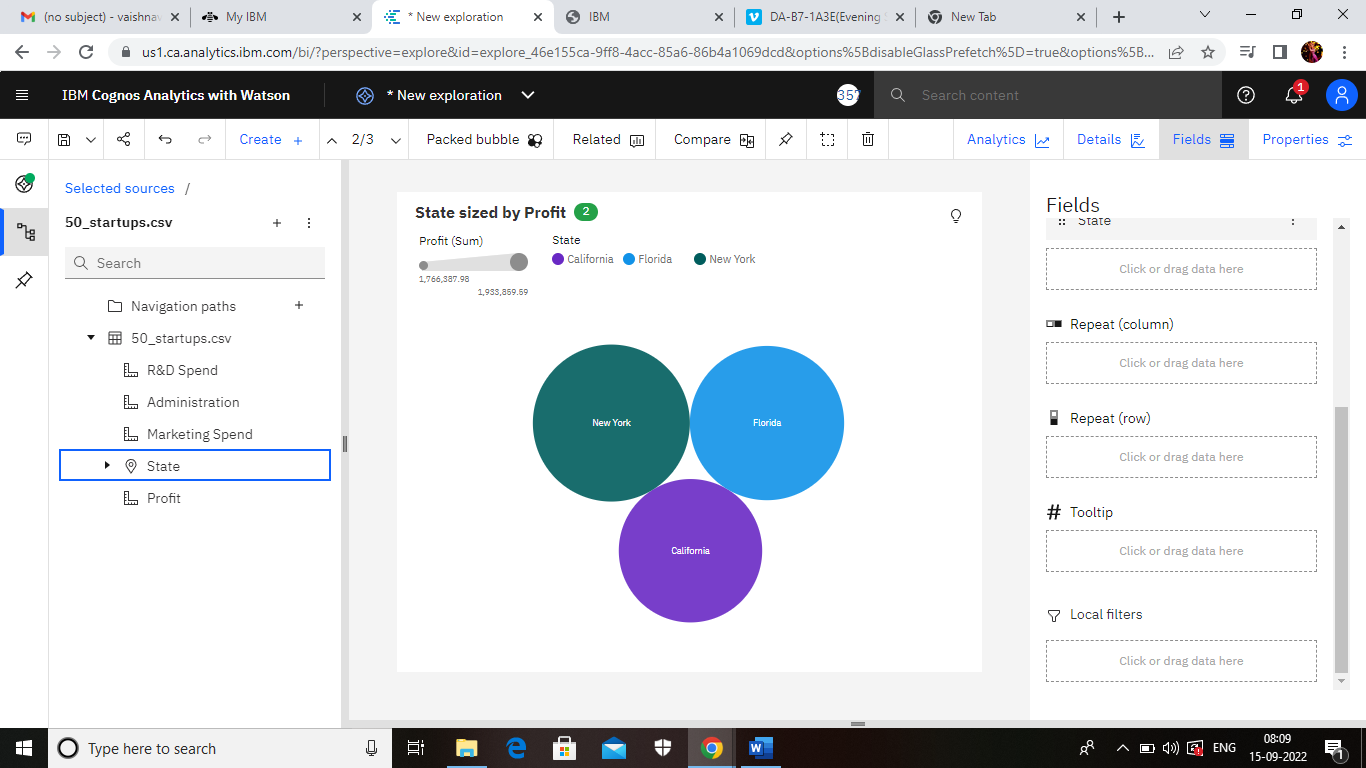 (no subject) - vaishnav
My IBM
* New exploration
IBM
DA-B7-1A3E(Evening
New Tab
us1.ca.analytics.ibm.com/bi/?perspective=explore&id=explore_46e155ca-9ff8-4acc-85a6-86b4a1069dcd&options%5BdisableGlassPrefetch%5D=true&options%5B...
IBM Cognos Analytics with Watson
* New exploration
357
Search content
1
Create +
2/3
Packed bubble
Related
Compare
Analytics
Details
Fields
Properties
Selected sources /
50_startups.csv
Search
Navigation paths
50_startups.csv
R&D Spend
Administration
Marketing Spend
State
Profit
State sized by Profit 2
Profit (Sum)
1,766,387.98
1,933,859.59
State
California
Florida
New York
New York
Florida
California
Fields
State
Click or drag data here
Repeat (column)
Click or drag data here
Repeat (row)
Click or drag data here
# Tooltip
Click or drag data here
Local filters
Click or drag data here
Type here to search
ENG
08:09
15-09-2022
1